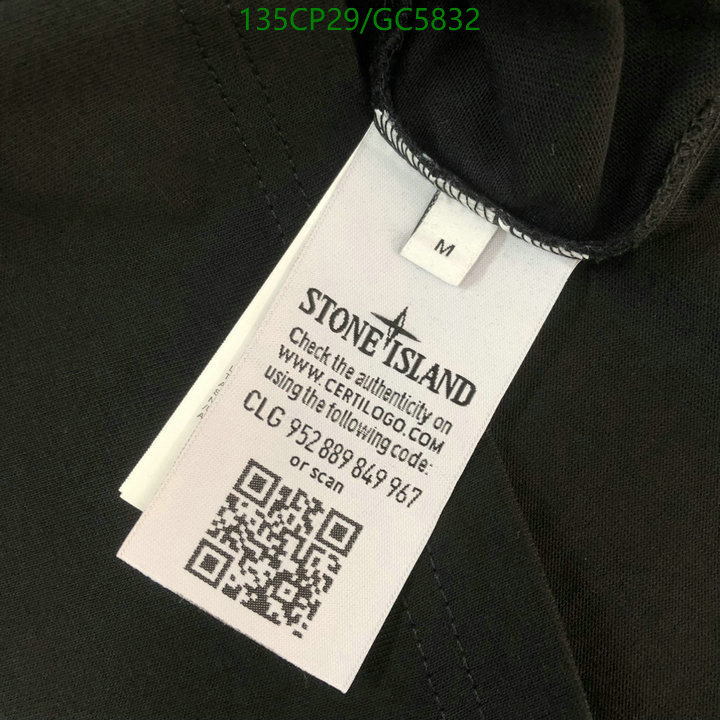 135CP29/GC5832
M
STONE ISLAND
Check the authenticity on
WWW.CERTILOGO.COM
using the following code:
CLG 952 889 849 967
or scan